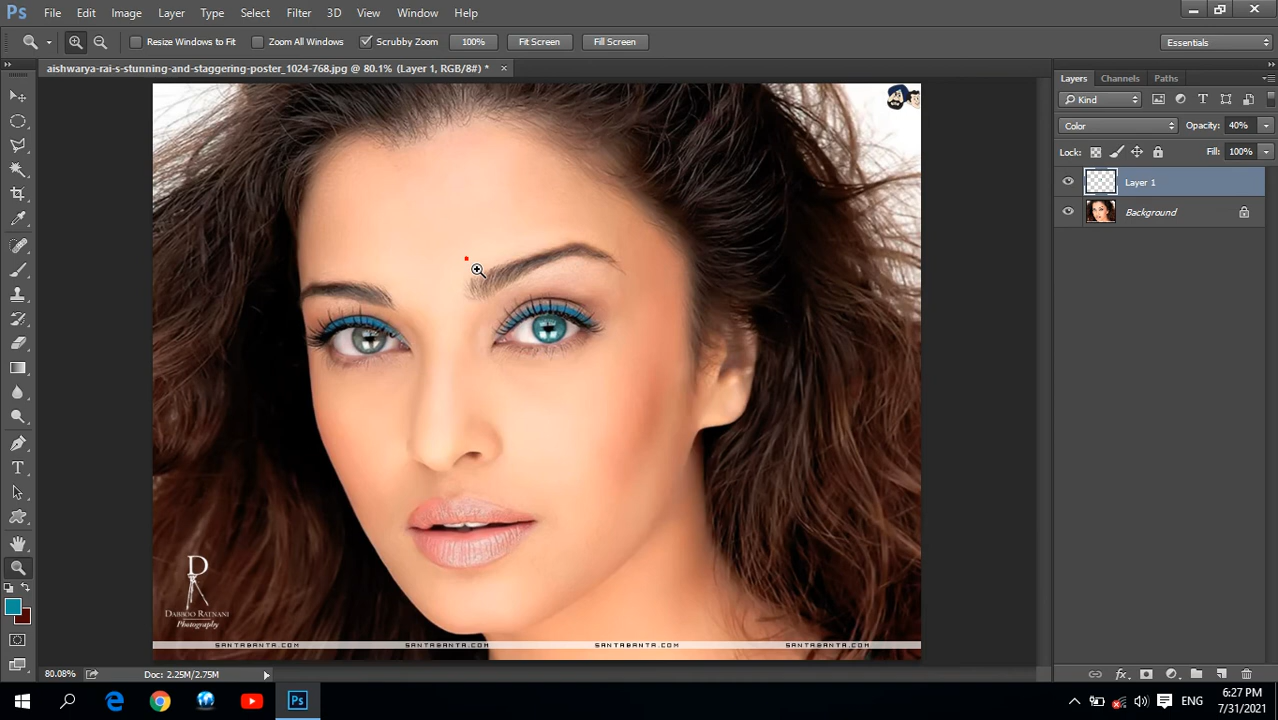 Ps File Edit Image Layer Type Select Filter 3D View Window Help
Resize Windows to Fit Zoom All Windows Scrubby Zoom 100% Fit Screen Fill Screen Essentials
aishwarya-rai-s-stunning-and-staggering-poster_1024-768.jpg @ 80.1% (Layer 1, RGB/8#) *
Layers Channels Paths
Kind
Color Opacity: 40%
Lock: Fill: 100%
Layer 1
Background
D
DABBOO RATNANI
Photography
SANTABANTA.COM SANTABANTA.COM SANTABANTA.COM SANTABANTA.COM
80.08% Doc: 2.25M/2.75M
Ps ENG 6:27 PM
7/31/2021